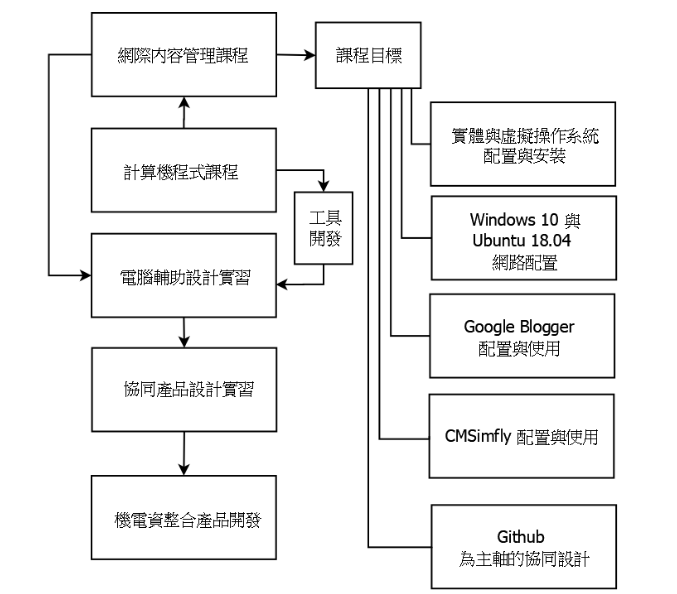 網際內容管理課程
課程目標
計算機程式課程
工具
開發
電腦輔助設計實習
協同產品設計實習
機電資整合產品開發
實體與虛擬操作系統
配置與安裝
Windows 10 與
Ubuntu 18.04
網路配置
Google Blogger
配置與使用
CMSimfly 配置與使用
Github
為主軸的協同設計